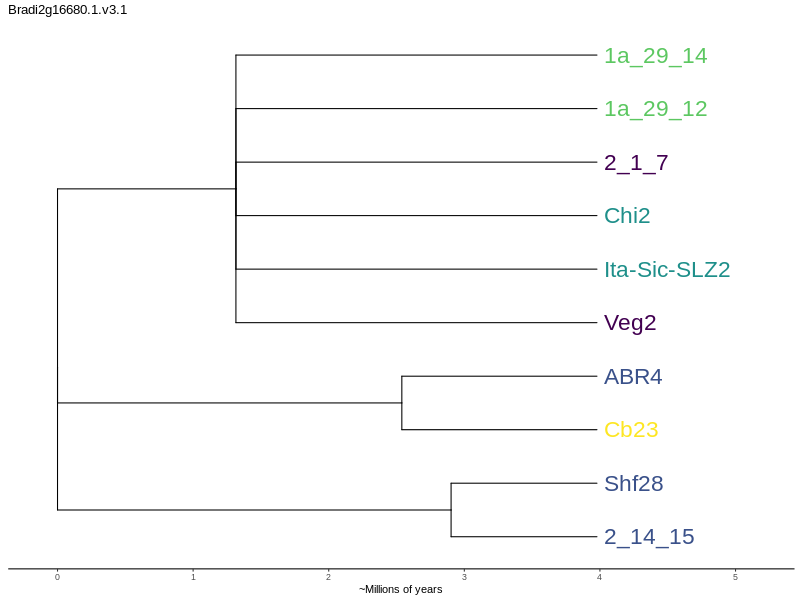 Bradi2g16680.1.v3.1
1a_29_14
1a_29_12
2_1_7
Chi2
Ita-Sic-SLZ2
Veg2
ABR4
Cb23
Shf28
2_14_15
0 1 2 3 4 5
~Millions of years